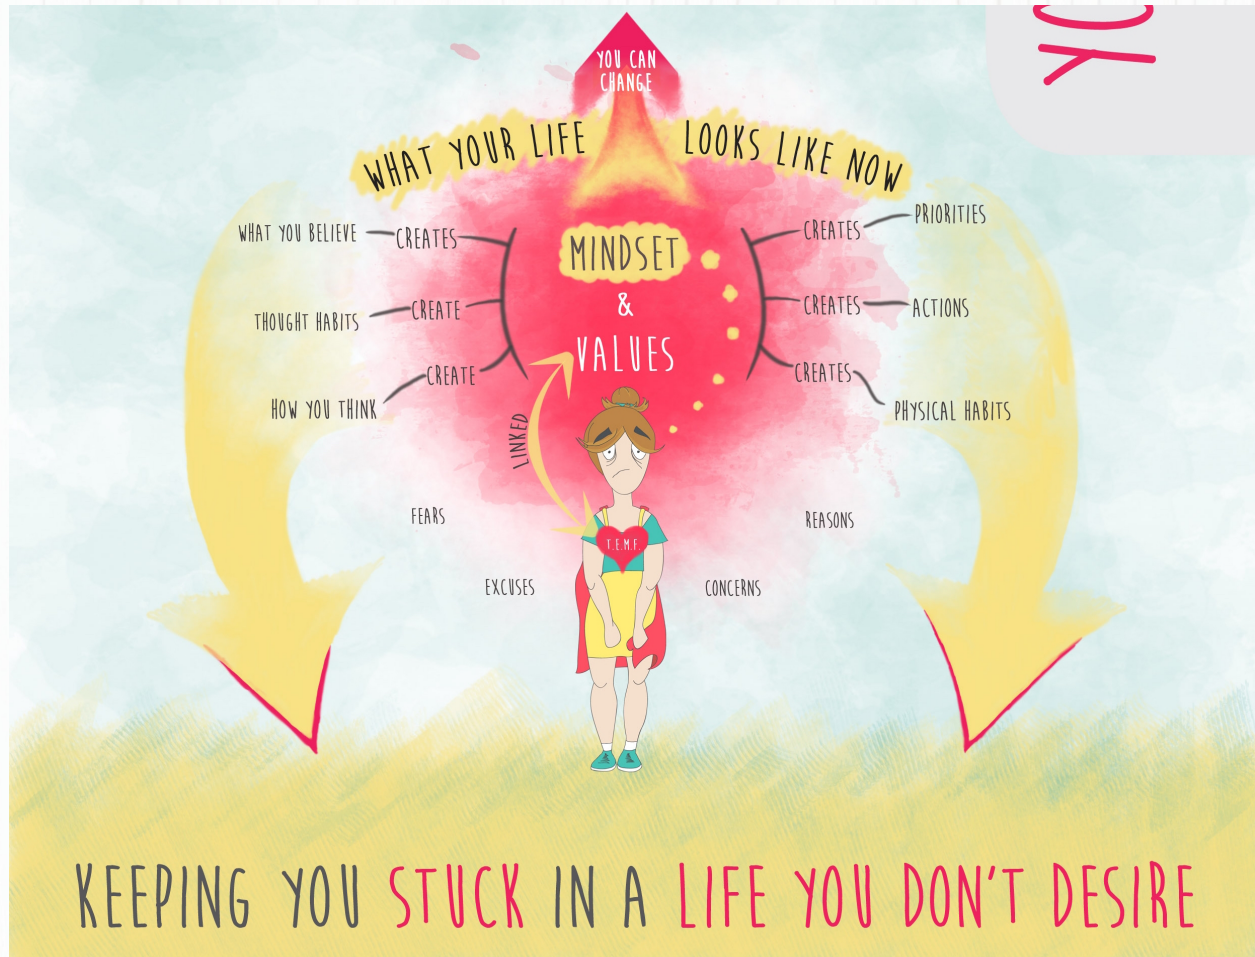 YOU CAN
CHANGE
WHAT YOUR LIFE LOOKS LIKE NOW
MINDSET
&
VALUES
WHAT YOU BELIEVE CREATES
THOUGHT HABITS CREATE
HOW YOU THINK CREATE
CREATES PRIORITIES
CREATES ACTIONS
CREATES PHYSICAL HABITS
LINKED
T.E.M.F.
FEARS
EXCUSES
REASONS
CONCERNS
KEEPING YOU STUCK IN A LIFE YOU DON'T DESIRE